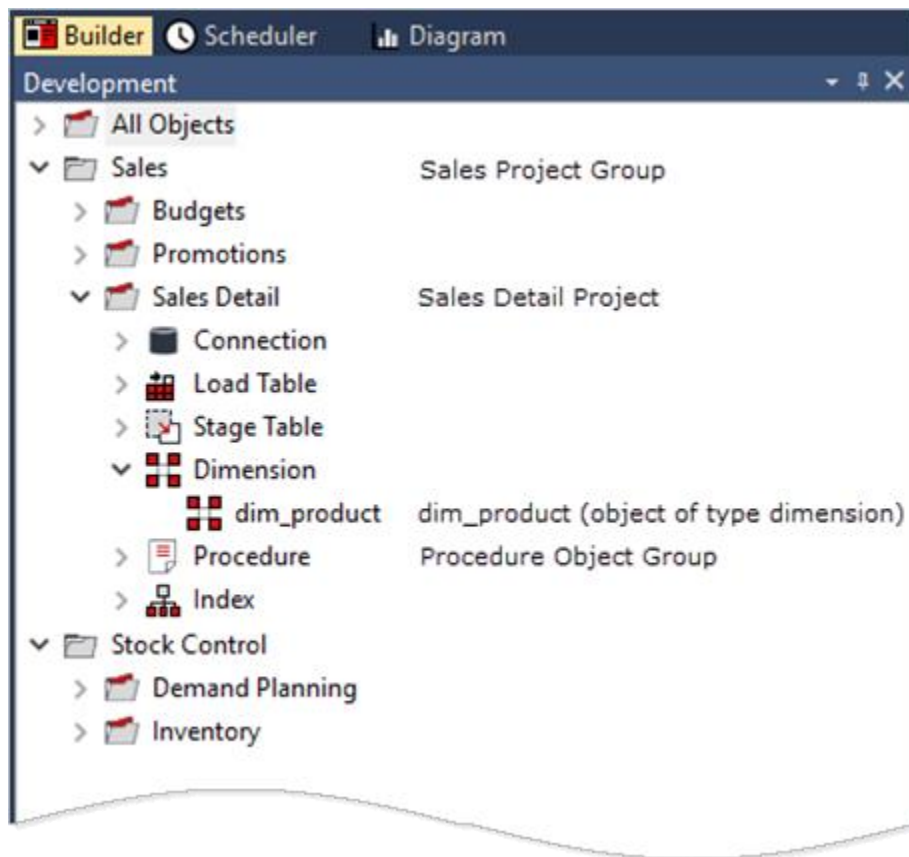 Builder Scheduler Diagram
Development
All Objects
Sales Sales Project Group
Budgets
Promotions
Sales Detail Sales Detail Project
Connection
Load Table
Stage Table
Dimension
dim_product dim_product (object of type dimension)
Procedure Procedure Object Group
Index
Stock Control
Demand Planning
Inventory